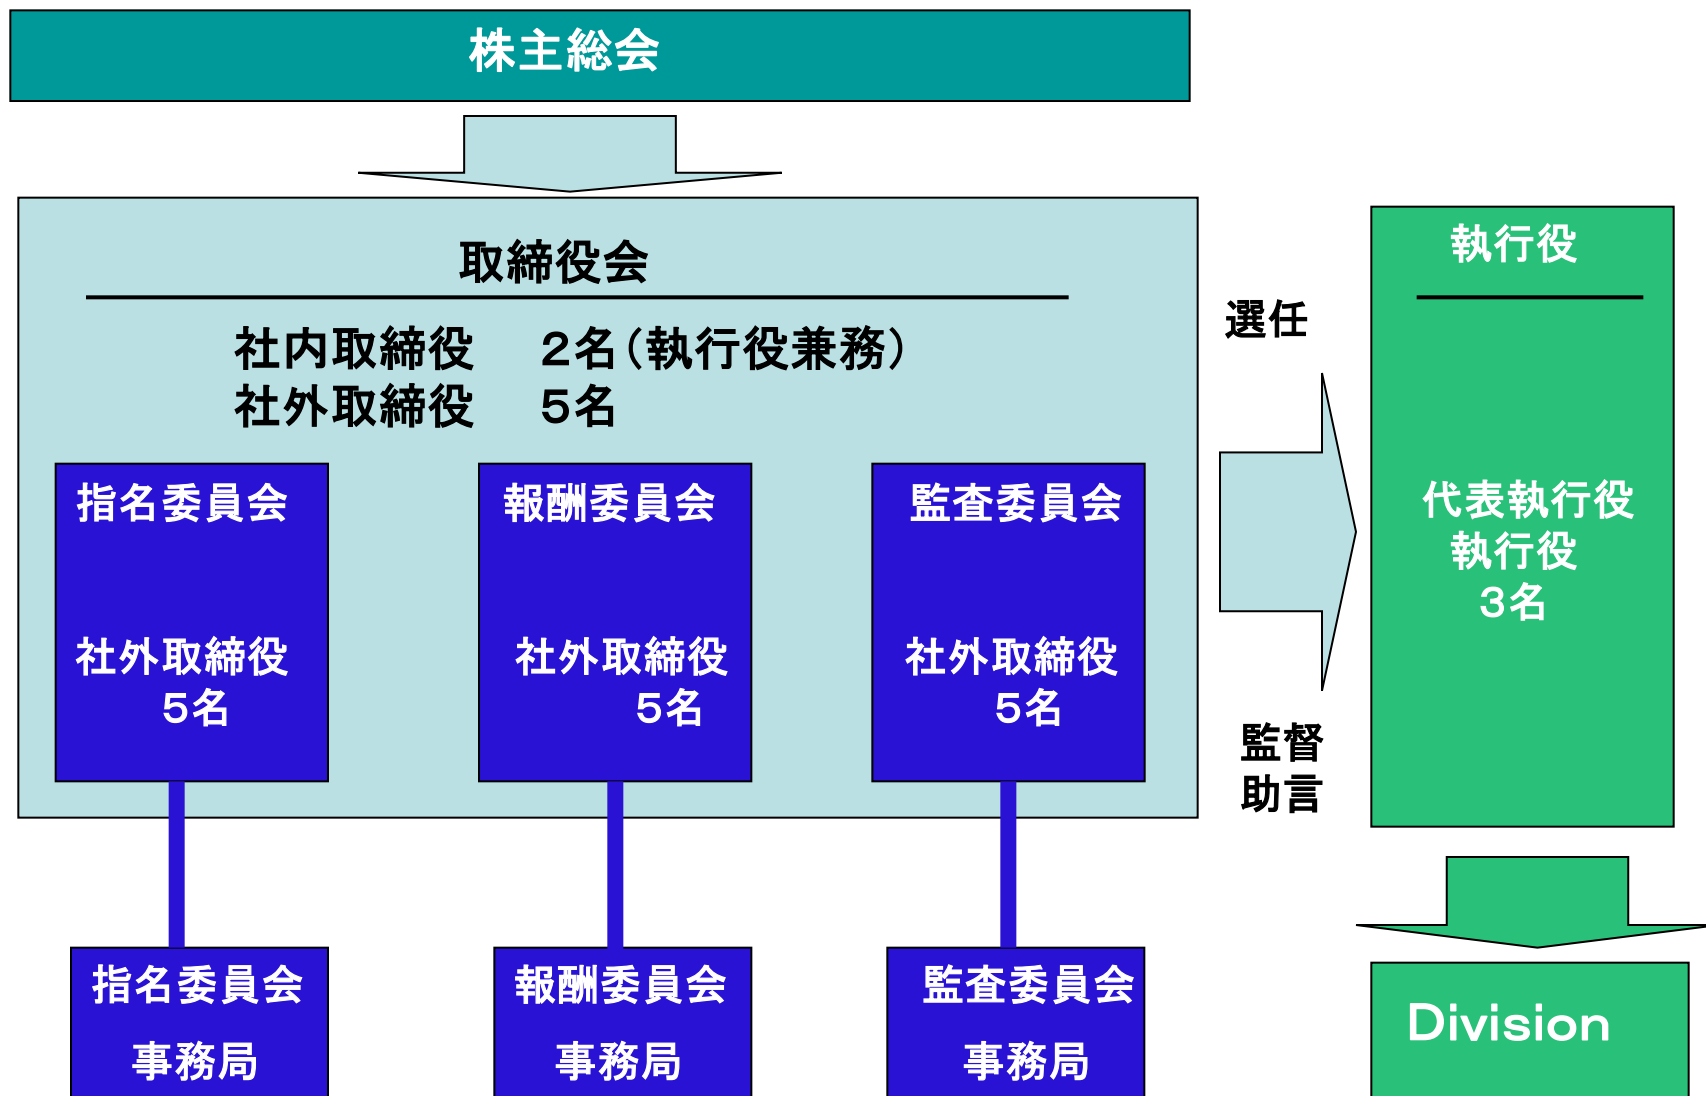 株主総会
取締役会
社内取締役　２名（執行役兼務）
社外取締役　５名
指名委員会
社外取締役
５名
報酬委員会
社外取締役
５名
監査委員会
社外取締役
５名
選任
監督
助言
執行役
代表執行役
執行役
３名
指名委員会
事務局
報酬委員会
事務局
監査委員会
事務局
Division